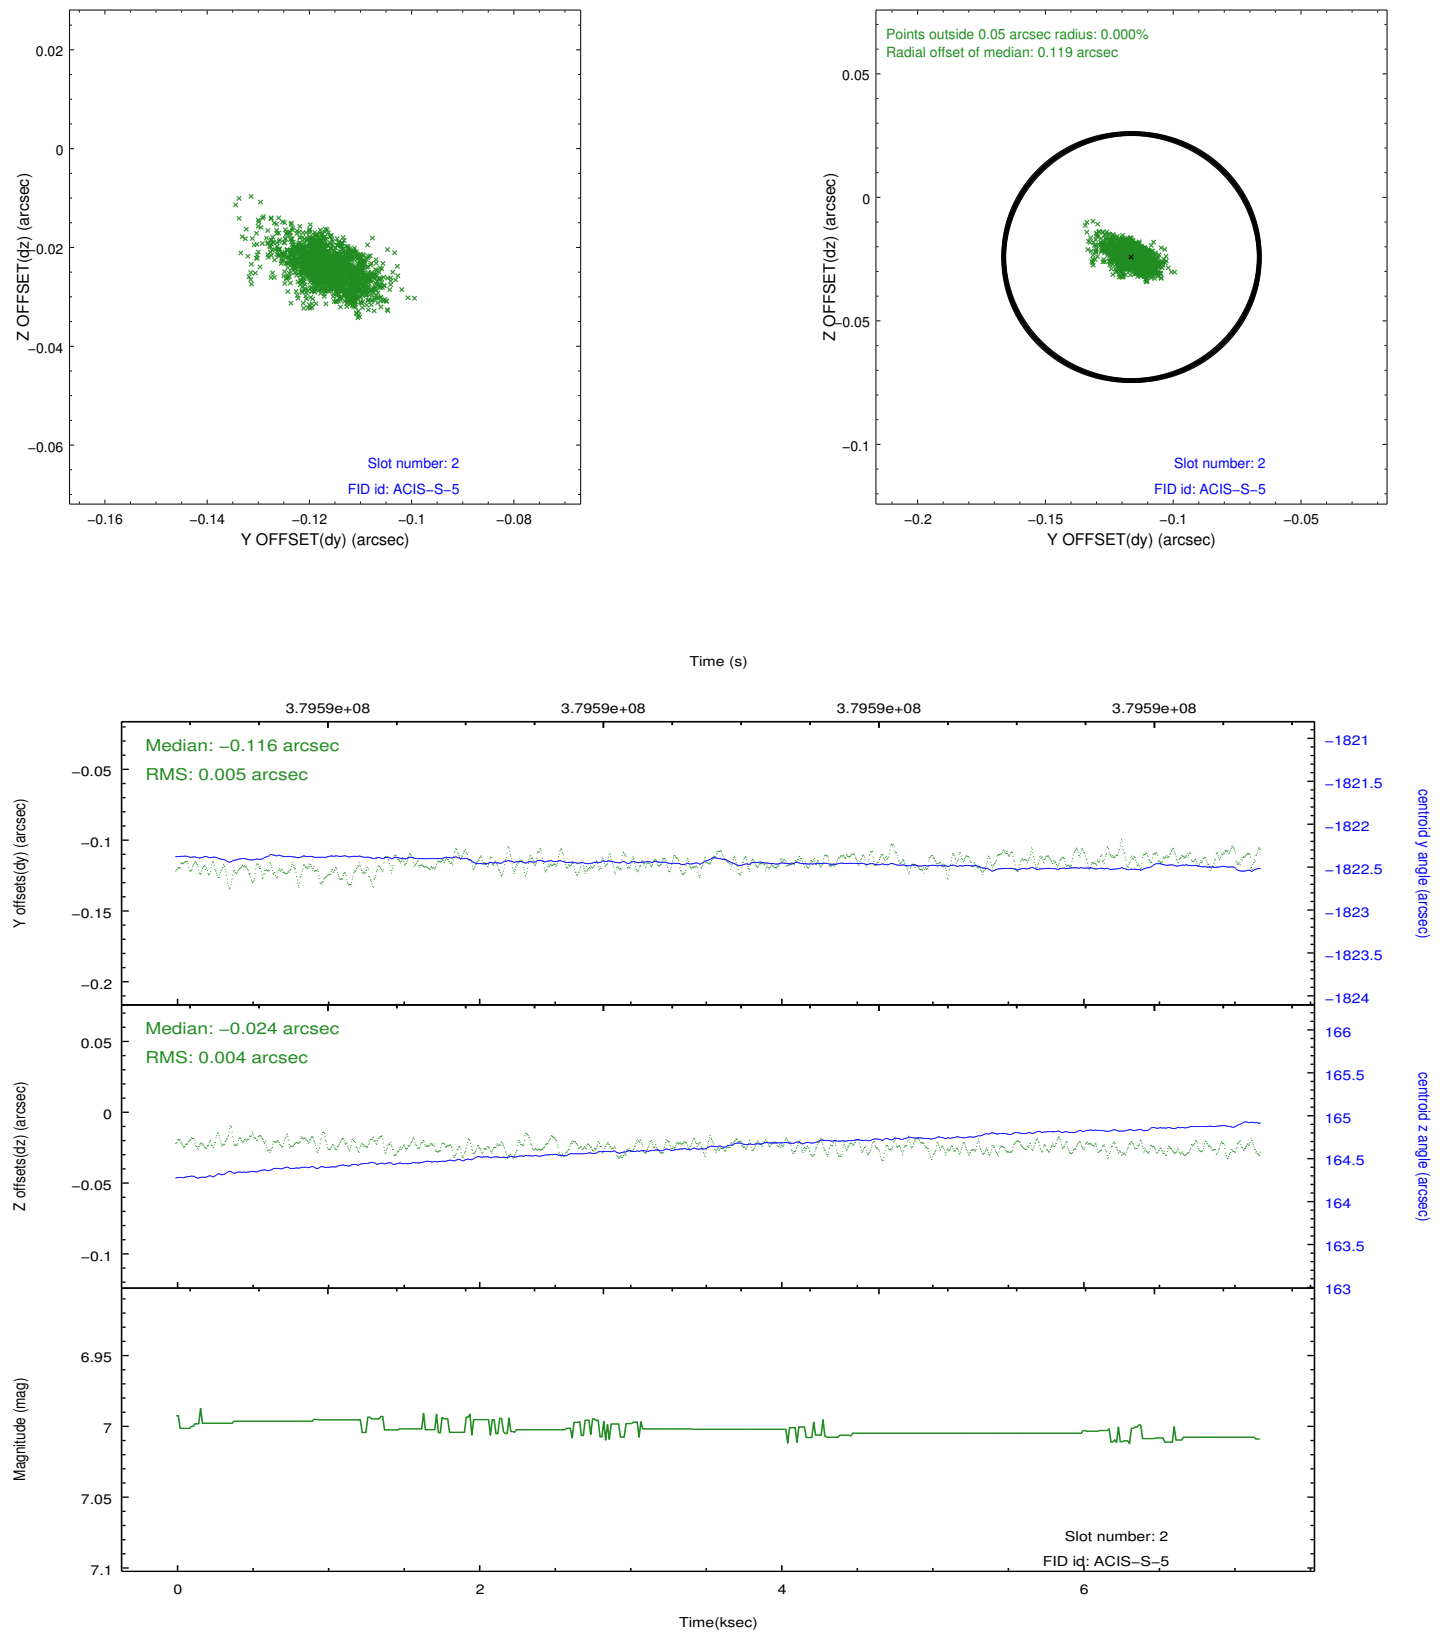 0.02
0
−0.02
−0.04
−0.06
Z OFFSET(dz) (arcsec)
Slot number: 2
FID id: ACIS−S−5
−0.16
−0.14
−0.12
−0.1
−0.08
Y OFFSET(dy) (arcsec)
Points outside 0.05 arcsec radius: 0.000%
Radial offset of median: 0.119 arcsec
0.05
0
−0.05
−0.1
Z OFFSET(dz) (arcsec)
Slot number: 2
FID id: ACIS−S−5
−0.2
−0.15
−0.1
−0.05
Y OFFSET(dy) (arcsec)
Time (s)
3.7959e+08
3.7959e+08
3.7959e+08
3.7959e+08
Median: −0.116 arcsec
RMS: 0.005 arcsec
−0.05
−0.1
−0.15
−0.2
Y offsets(dy) (arcsec)
−1821
−1821.5
−1822
−1822.5
−1823
−1823.5
−1824
centroid y angle (arcsec)
Median: −0.024 arcsec
RMS: 0.004 arcsec
0.05
0
−0.05
−0.1
Z offsets(dz) (arcsec)
166
165.5
165
164.5
164
163.5
163
centroid z angle (arcsec)
6.95
7
7.05
7.1
Magnitude (mag)
Slot number: 2
FID id: ACIS−S−5
0
2
4
6
Time(ksec)